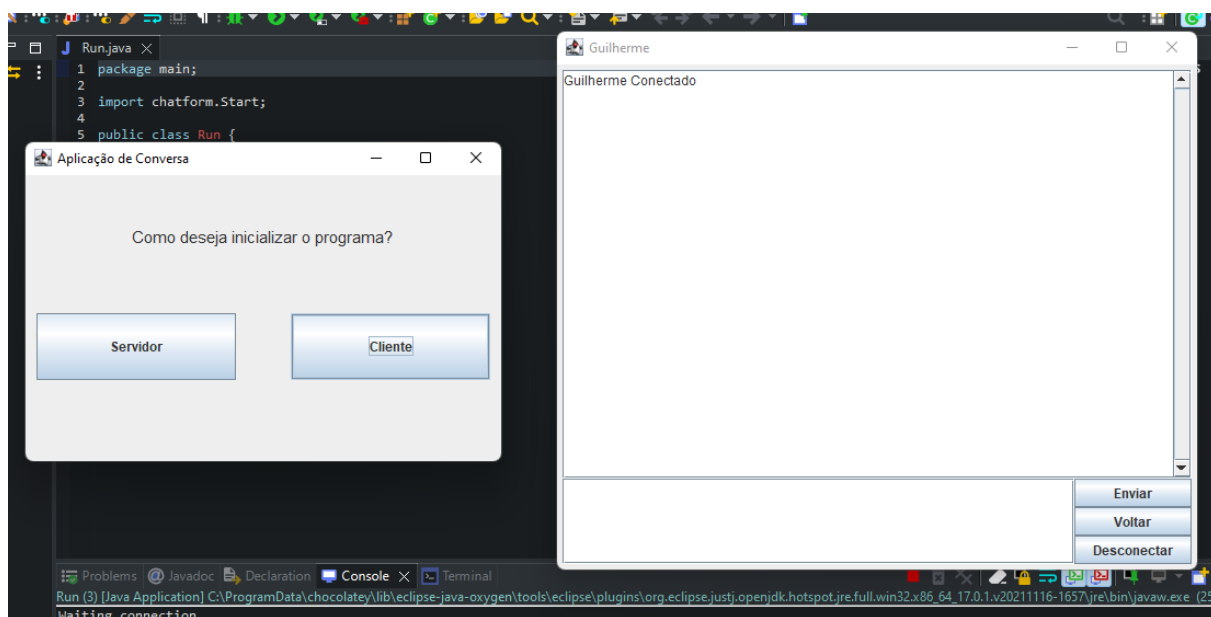 Run.java
1 package main;
2
3 import chatform.Start;
4
5 public class Run {
Aplicação de Conversa
Como deseja inicializar o programa?
Servidor
Cliente
Guilherme
Guilherme Conectado
Enviar
Voltar
Desconectar
Problems Javadoc Declaration Console Terminal
Run (3) [Java Application] C:\ProgramData\chocolatey\lib\eclipse-java-oxygen\tools\eclipse\plugins\org.eclipse.justj.openjdk.hotspot.jre.full.win32.x86_64_17.0.1.v20211116-1657\jre\bin\javaw.exe (25
Waiting connection